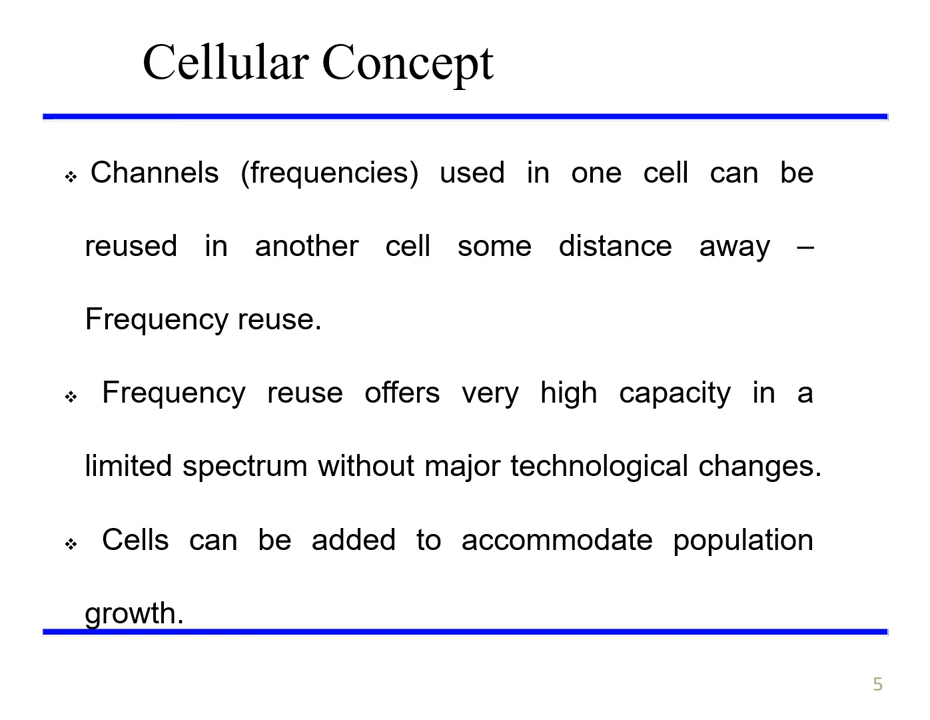 Cellular Concept
❖ Channels (frequencies) used in one cell can be
reused in another cell some distance away –
Frequency reuse.
❖ Frequency reuse offers very high capacity in a
limited spectrum without major technological changes.
❖ Cells can be added to accommodate population
growth.
5